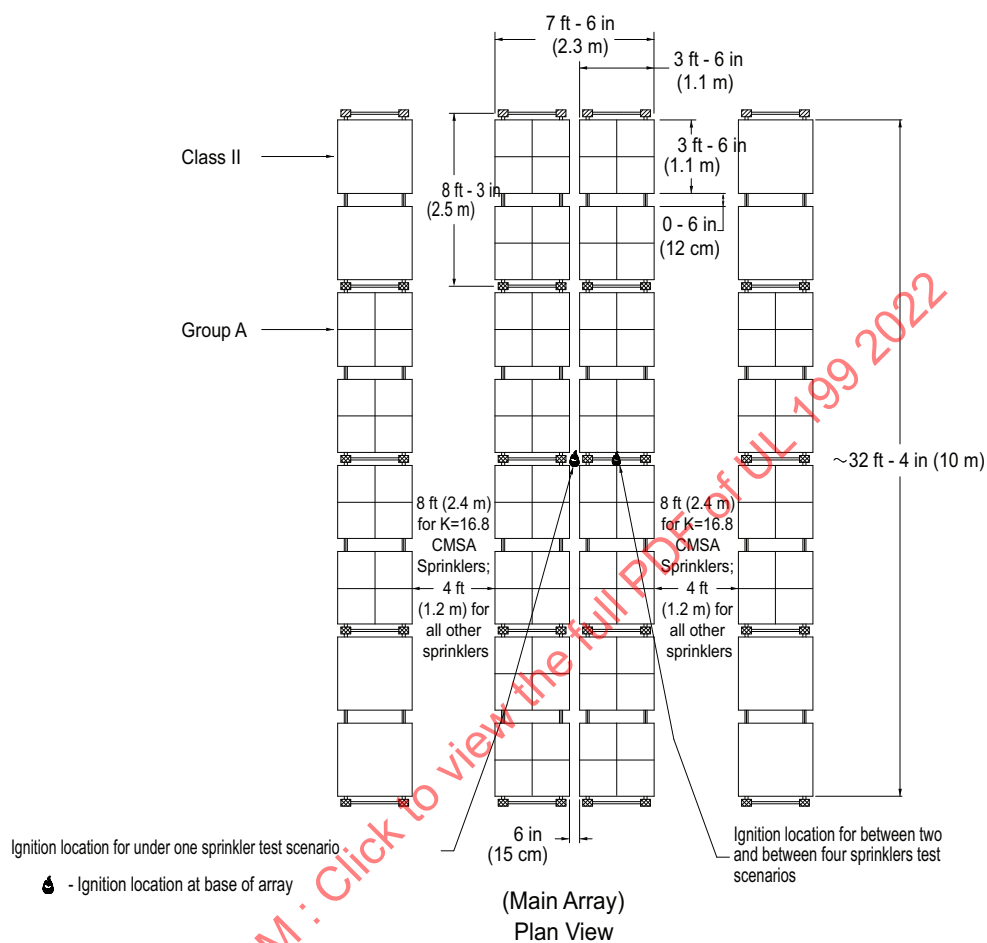 7 ft - 6 in
(2.3 m)
3 ft - 6 in
(1.1 m)
Class II
3 ft - 6 in
(1.1 m)
8 ft - 3 in
(2.5 m)
0 - 6 in
(12 cm)
Group A
~32 ft - 4 in (10 m)
8 ft (2.4 m)
for K=16.8
CMSA
Sprinklers;
4 ft
(1.2 m) for
all other
sprinklers
8 ft (2.4 m)
for K=16.8
CMSA
Sprinklers;
4 ft
(1.2 m) for
all other
sprinklers
6 in
(15 cm)
Ignition location for under one sprinkler test scenario
- Ignition location at base of array
Ignition location for between two
and between four sprinklers test
scenarios
(Main Array)
Plan View
M : Click to view the full PDF of UL 199 2022